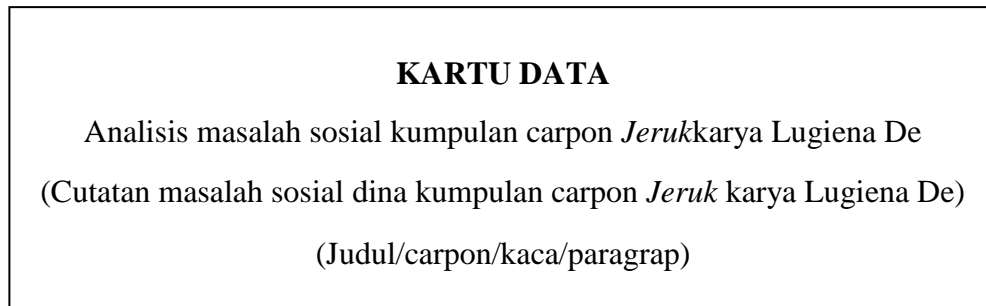 KARTU DATA
Analisis masalah sosial kumpulan carpon Jerukkarya Lugiena De
(Cutatan masalah sosial dina kumpulan carpon Jeruk karya Lugiena De)
(Judul/carpon/kaca/paragrap)